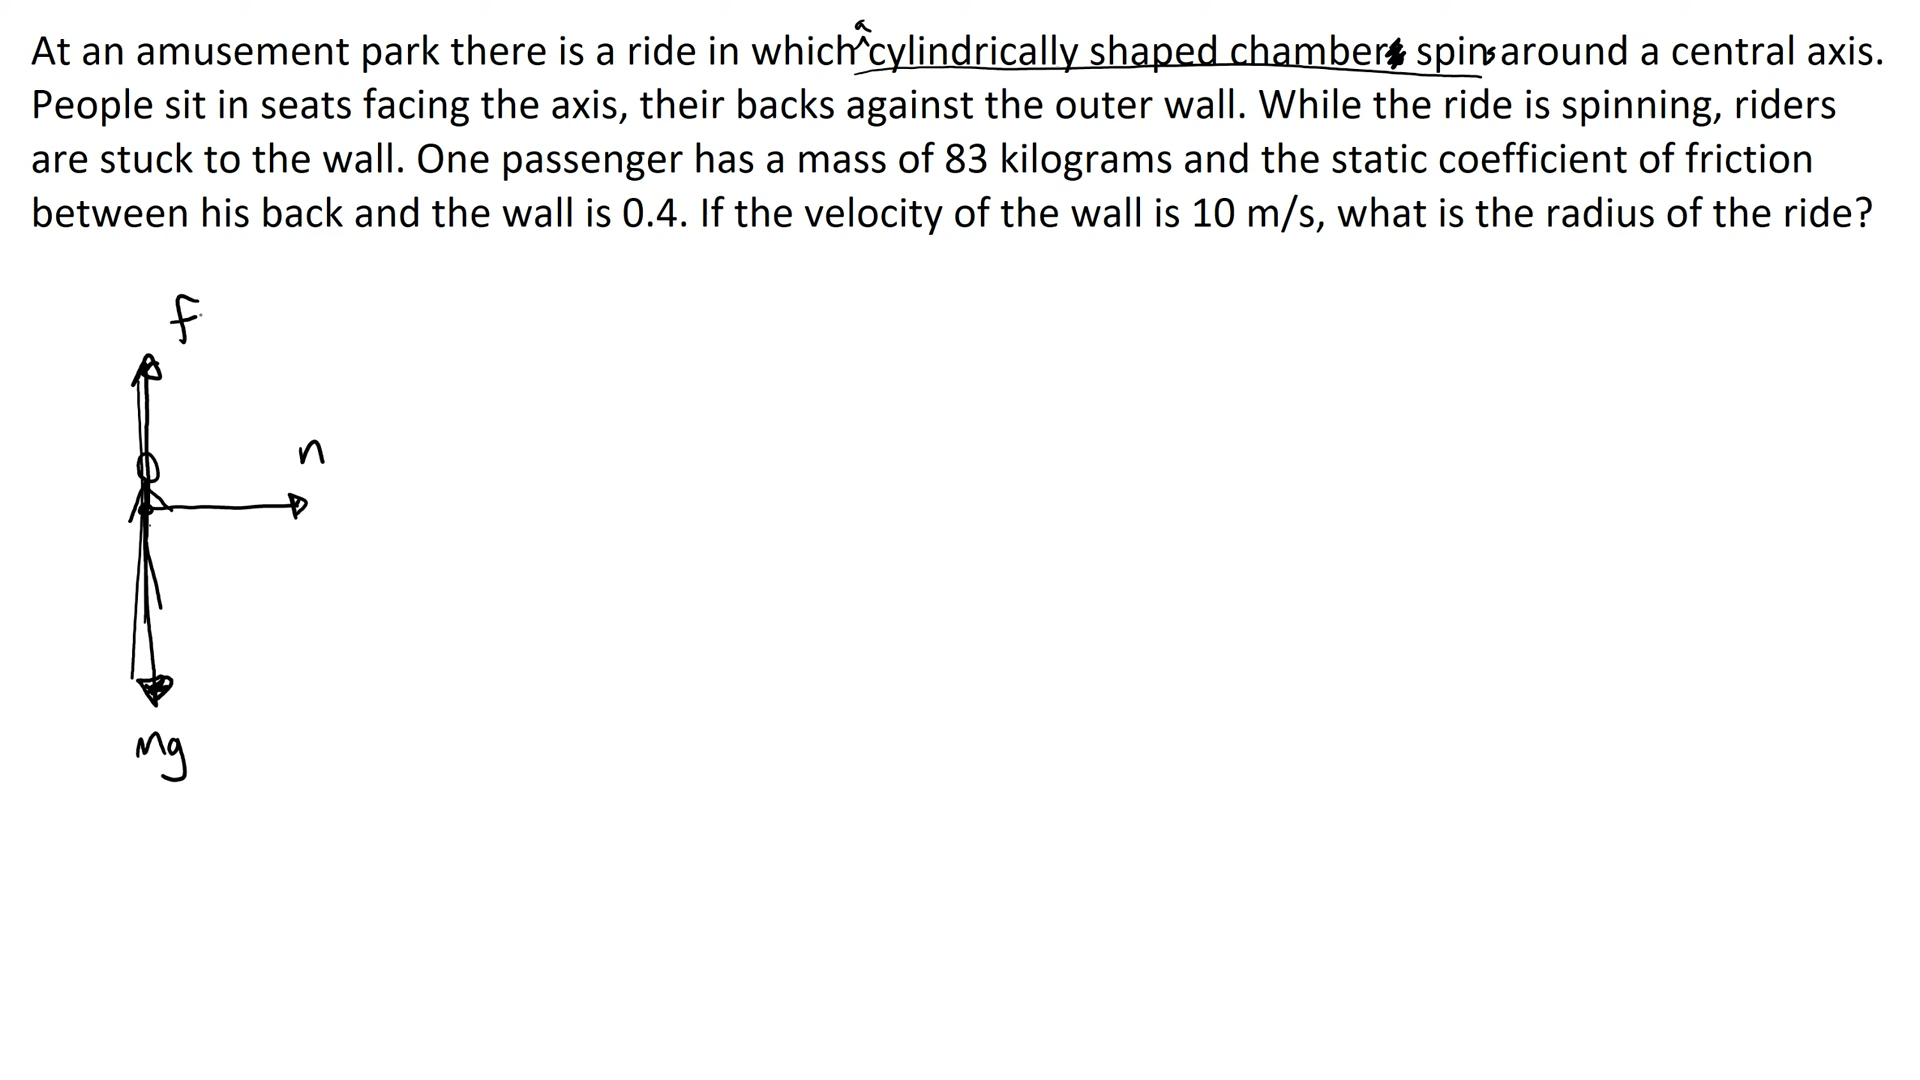 At an amusement park there is a ride in which a cylindrically shaped chamber spins around a central axis.
People sit in seats facing the axis, their backs against the outer wall. While the ride is spinning, riders
are stuck to the wall. One passenger has a mass of 83 kilograms and the static coefficient of friction
between his back and the wall is 0.4. If the velocity of the wall is 10 m/s, what is the radius of the ride?
f
n
mg